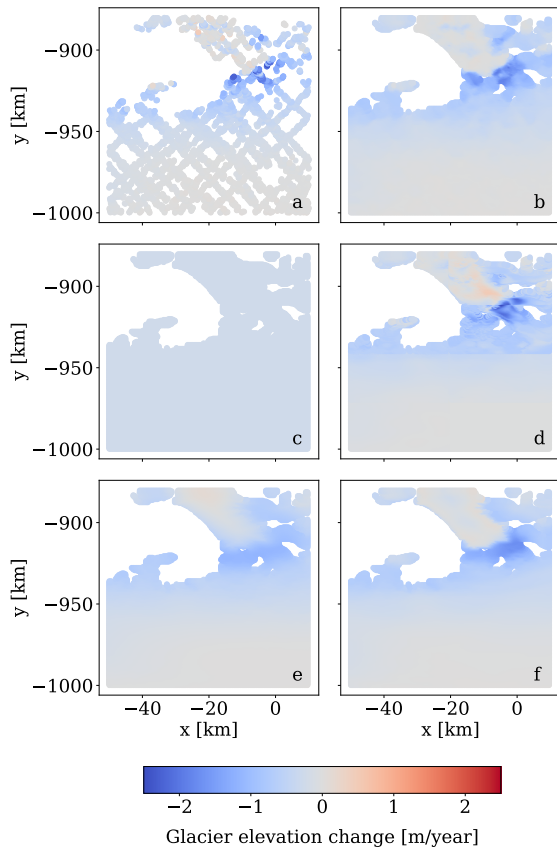 y [km]
−900
−950
−1000
a
b
y [km]
−900
−950
−1000
c
d
y [km]
−900
−950
−1000
e
f
−40 −20 0 −40 −20 0
x [km] x [km]
−2 −1 0 1 2
Glacier elevation change [m/year]